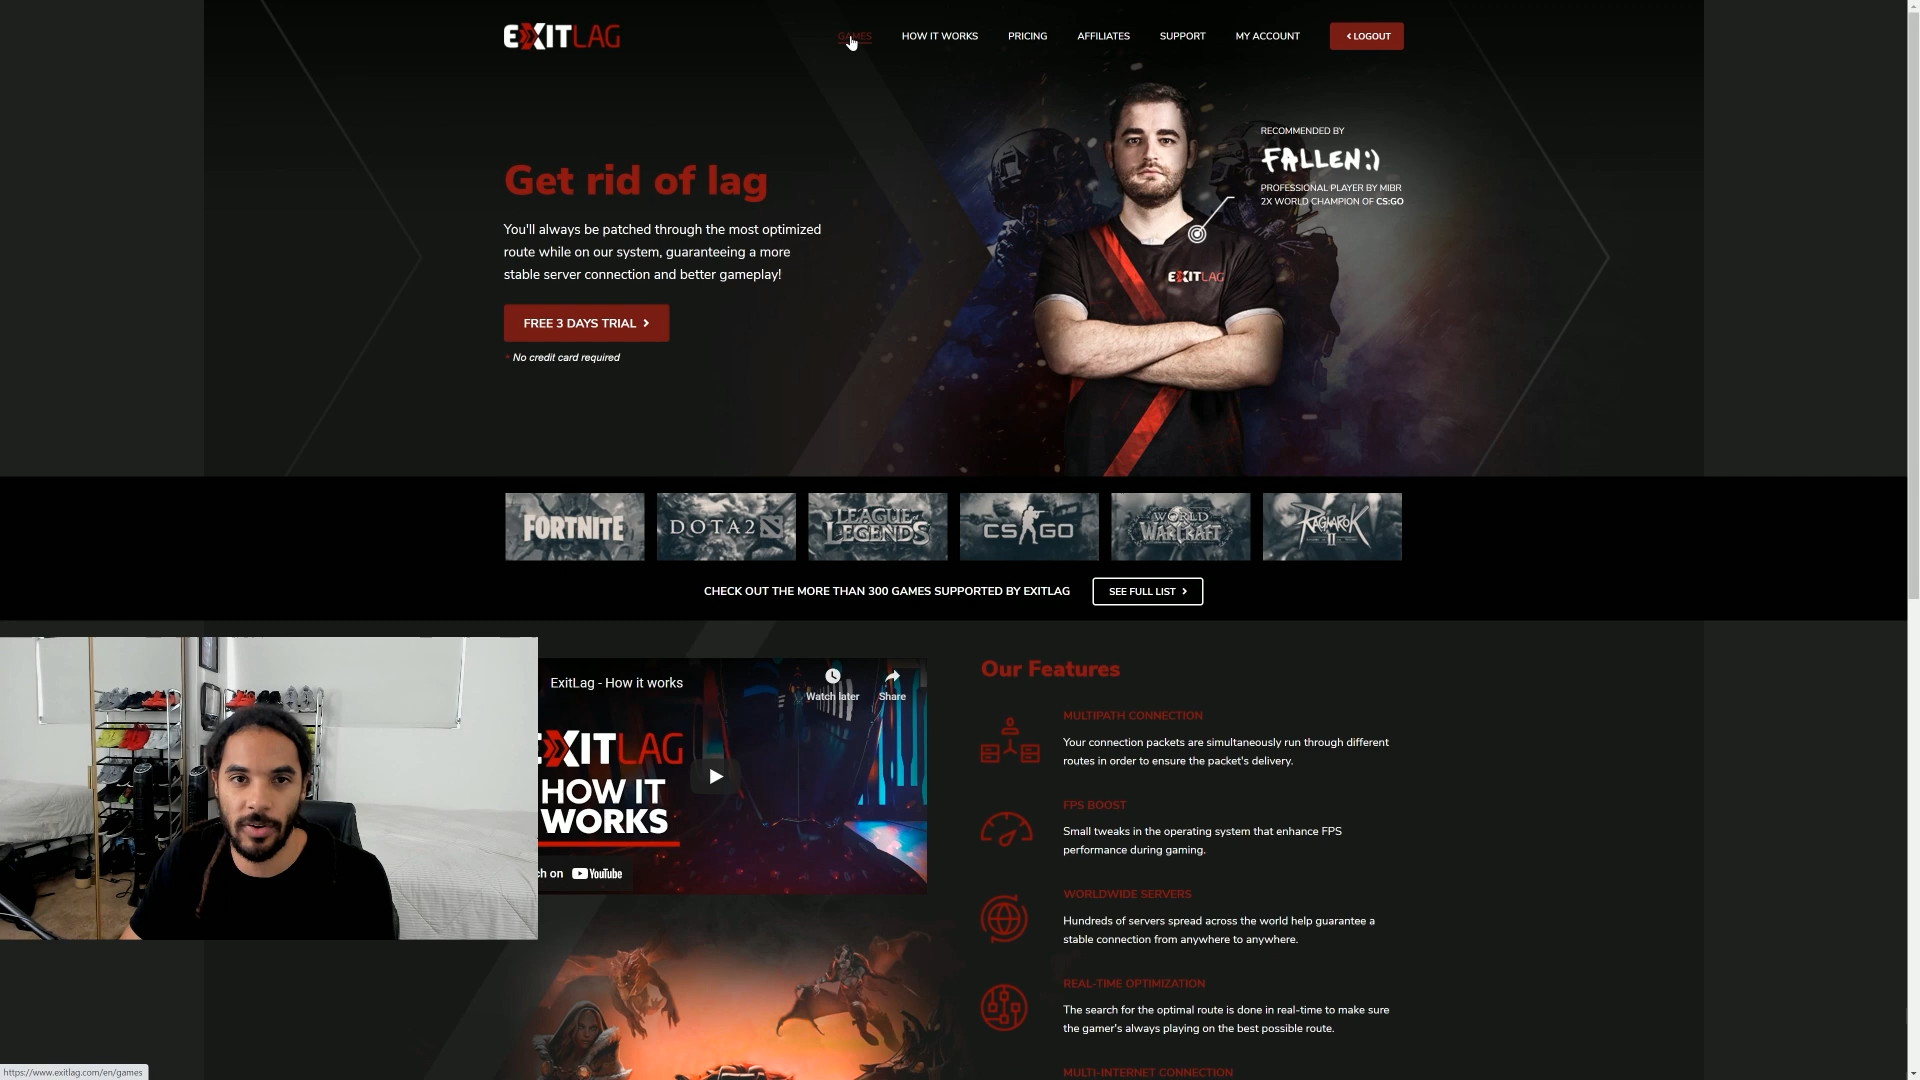 EXITLAG
GAMES
HOW IT WORKS
PRICING
AFFILIATES
SUPPORT
MY ACCOUNT
LOGOUT
RECOMMENDED BY
FALLEN:)
PROFESSIONAL PLAYER BY MIBR
2X WORLD CHAMPION OF CS:GO
EXITLAG
Get rid of lag
You'll always be patched through the most optimized
route while on our system, guaranteeing a more
stable server connection and better gameplay!
FREE 3 DAYS TRIAL
* No credit card required
FORTNITE
DOTA 2
LEAGUE OF
LEGENDS
CS GO
WORLD
WARCRAFT
RAGNAROK
II
CHECK OUT THE MORE THAN 300 GAMES SUPPORTED BY EXITLAG
SEE FULL LIST
ExitLag - How it works
Watch later
Share
EXITLAG
HOW IT
WORKS
ch on YouTube
Our Features
MULTIPATH CONNECTION
Your connection packets are simultaneously run through different
routes in order to ensure the packet's delivery.
FPS BOOST
Small tweaks in the operating system that enhance FPS
performance during gaming.
WORLDWIDE SERVERS
Hundreds of servers spread across the world help guarantee a
stable connection from anywhere to anywhere.
REAL-TIME OPTIMIZATION
The search for the optimal route is done in real-time to make sure
the gamer's always playing on the best possible route.
MULTI-INTERNET CONNECTION
https://www.exitlag.com/en/games